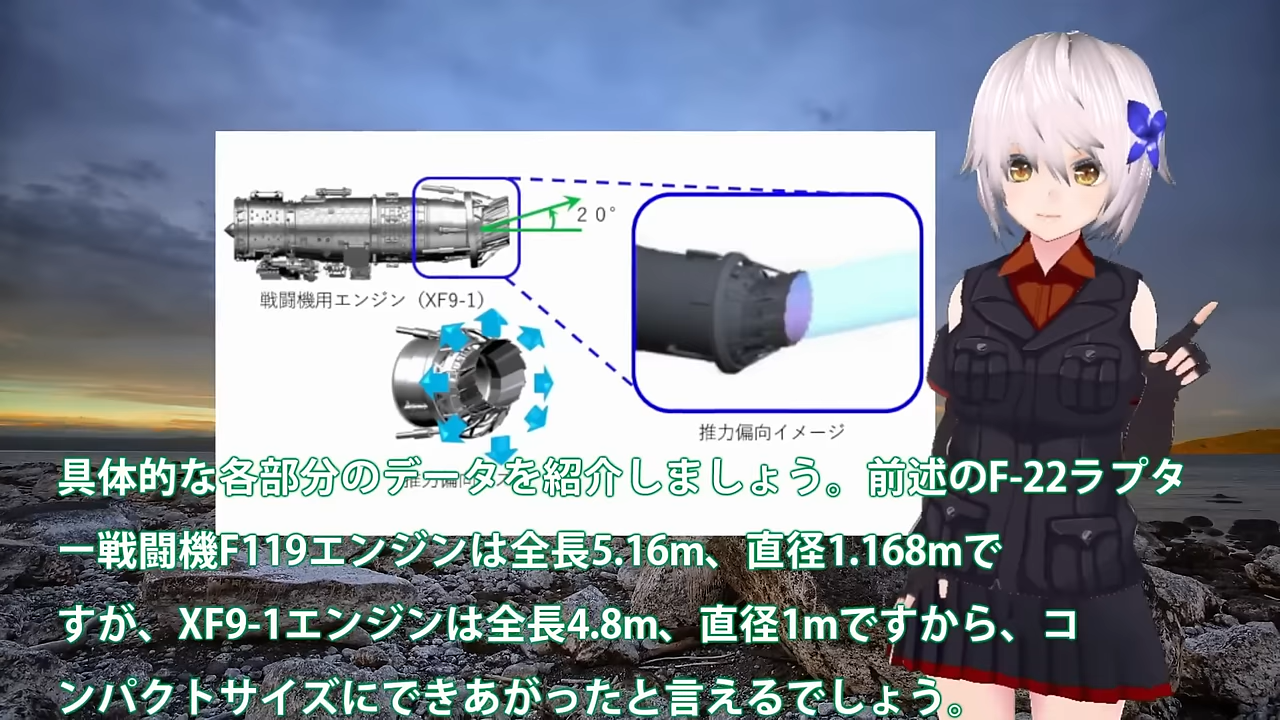 20°
戦闘機用エンジン（XF9-1）
推力偏向イメージ
具体的な各部分のデータを紹介しましょう。前述のF-22ラプタ
ー戦闘機F119エンジンは全長5.16m、直径1.168mで
すが、XF9-1エンジンは全長4.8m、直径1mですから、コ
ンパクトサイズにできあがったと言えるでしょう。